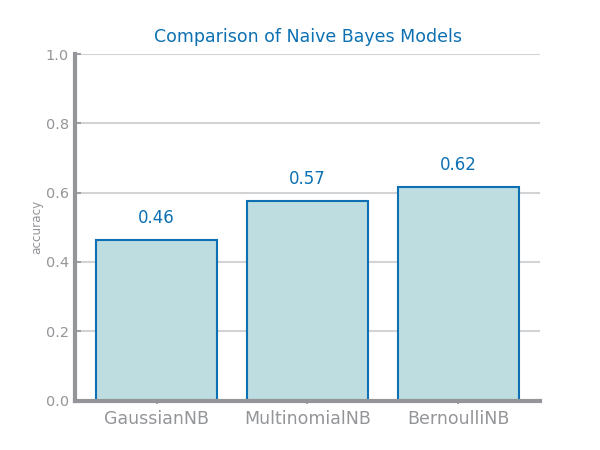 Comparison of Naive Bayes Models
1.0
0.8
0.6
0.4
0.2
0.0
accuracy
0.46
0.57
0.62
GaussianNB
MultinomialNB
BernoulliNB